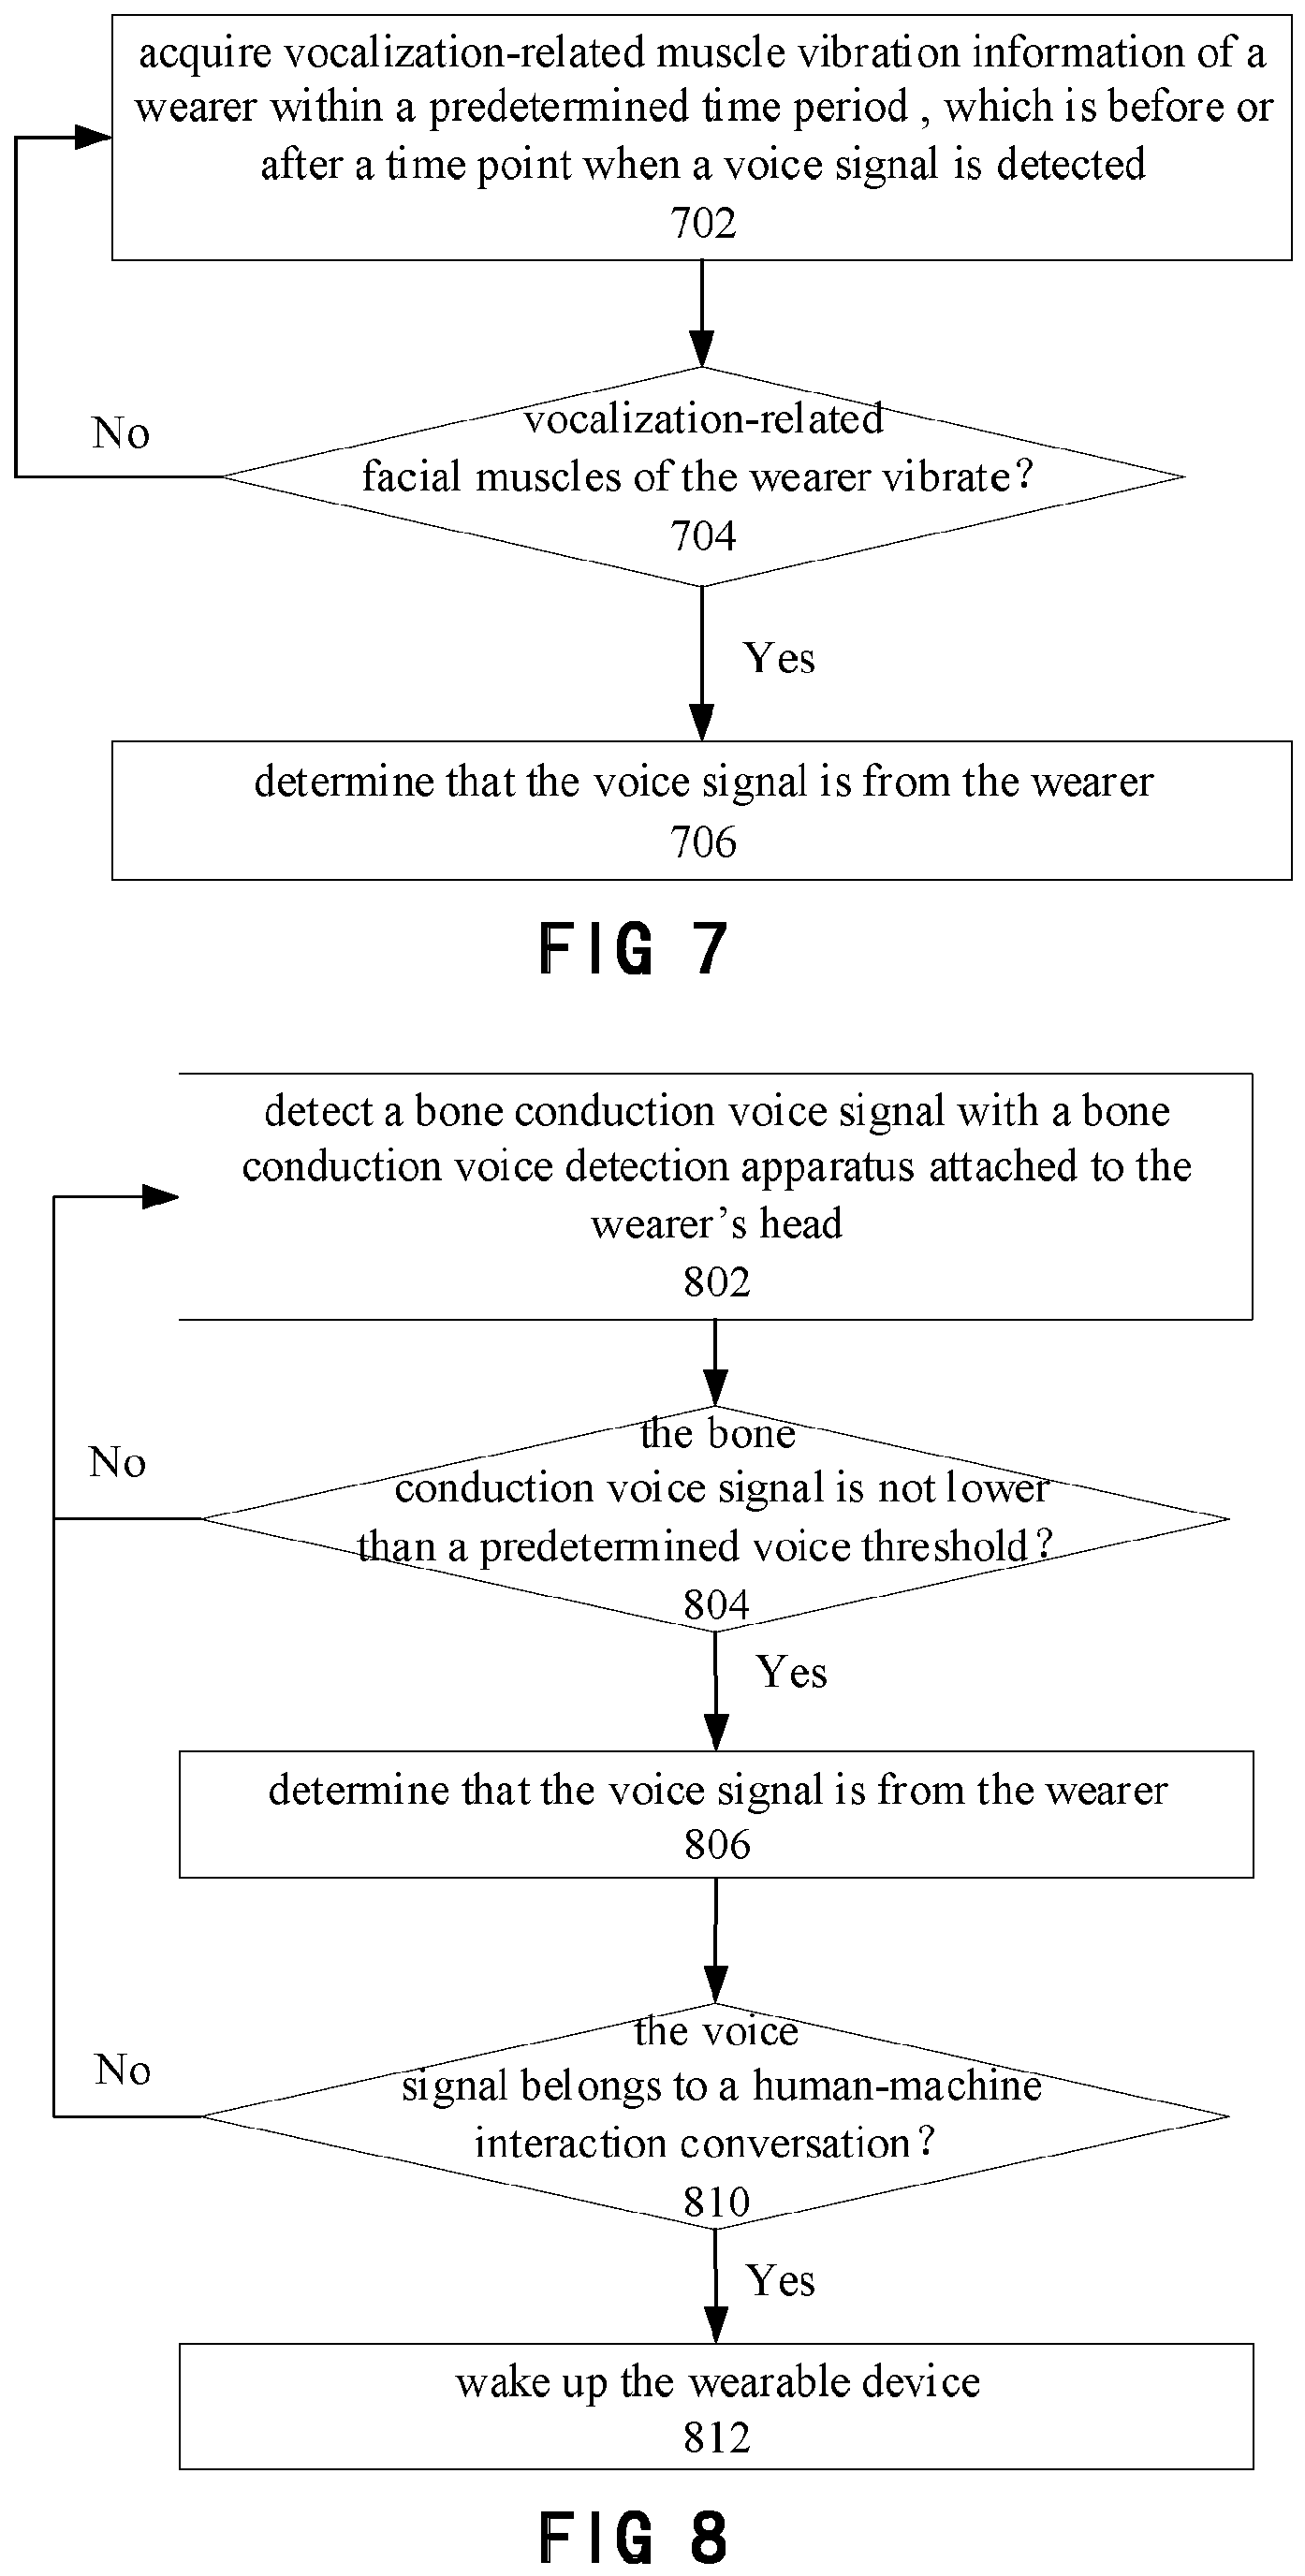 acquire vocalization-related muscle vibration information of a
wearer within a predetermined time period , which is before or
after a time point when a voice signal is detected
702
No
vocalization-related
facial muscles of the wearer vibrate?
704
Yes
determine that the voice signal is from the wearer
706
FIG 7
detect a bone conduction voice signal with a bone
conduction voice detection apparatus attached to the
wearer’s head
802
No
the bone
conduction voice signal is not lower
than a predetermined voice threshold?
804
Yes
determine that the voice signal is from the wearer
806
No
the voice
signal belongs to a human-machine
interaction conversation?
810
Yes
wake up the wearable device
812
FIG 8